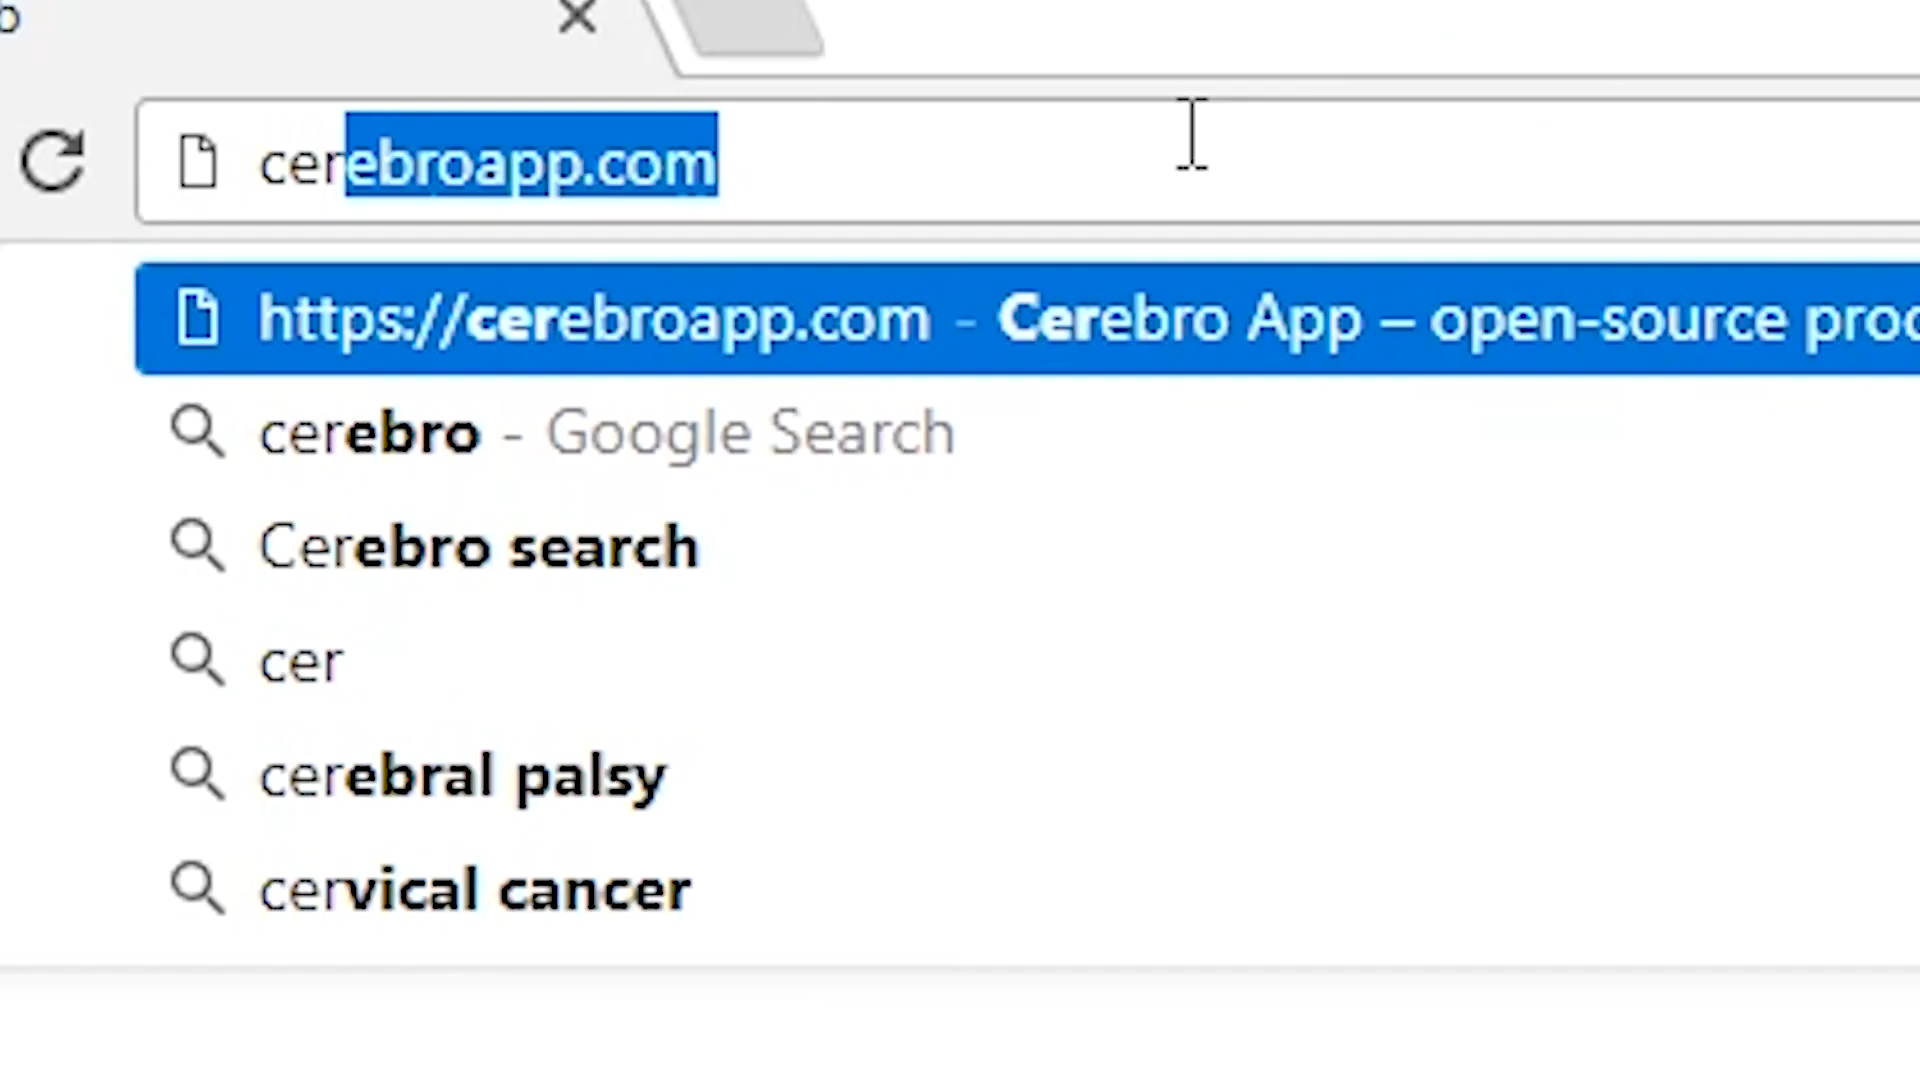 cerebroapp.com
https://cerebroapp.com - Cerebro App – open-source
cerebro - Google Search
Cerebro search
cer
cerebral palsy
cervical cancer